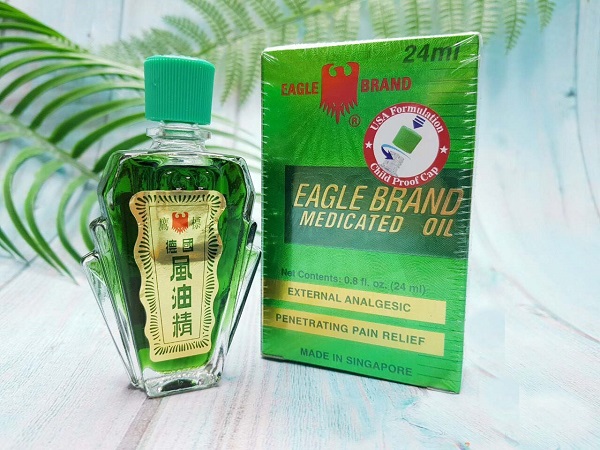 鷹標
德國
風油精
24ml
EAGLE BRAND
®
USA Formulation
Child Proof Cap
EAGLE BRAND
MEDICATED OIL
Net Contents: 0.8 fl. oz. (24 ml)
EXTERNAL ANALGESIC
PENETRATING PAIN RELIEF
MADE IN SINGAPORE